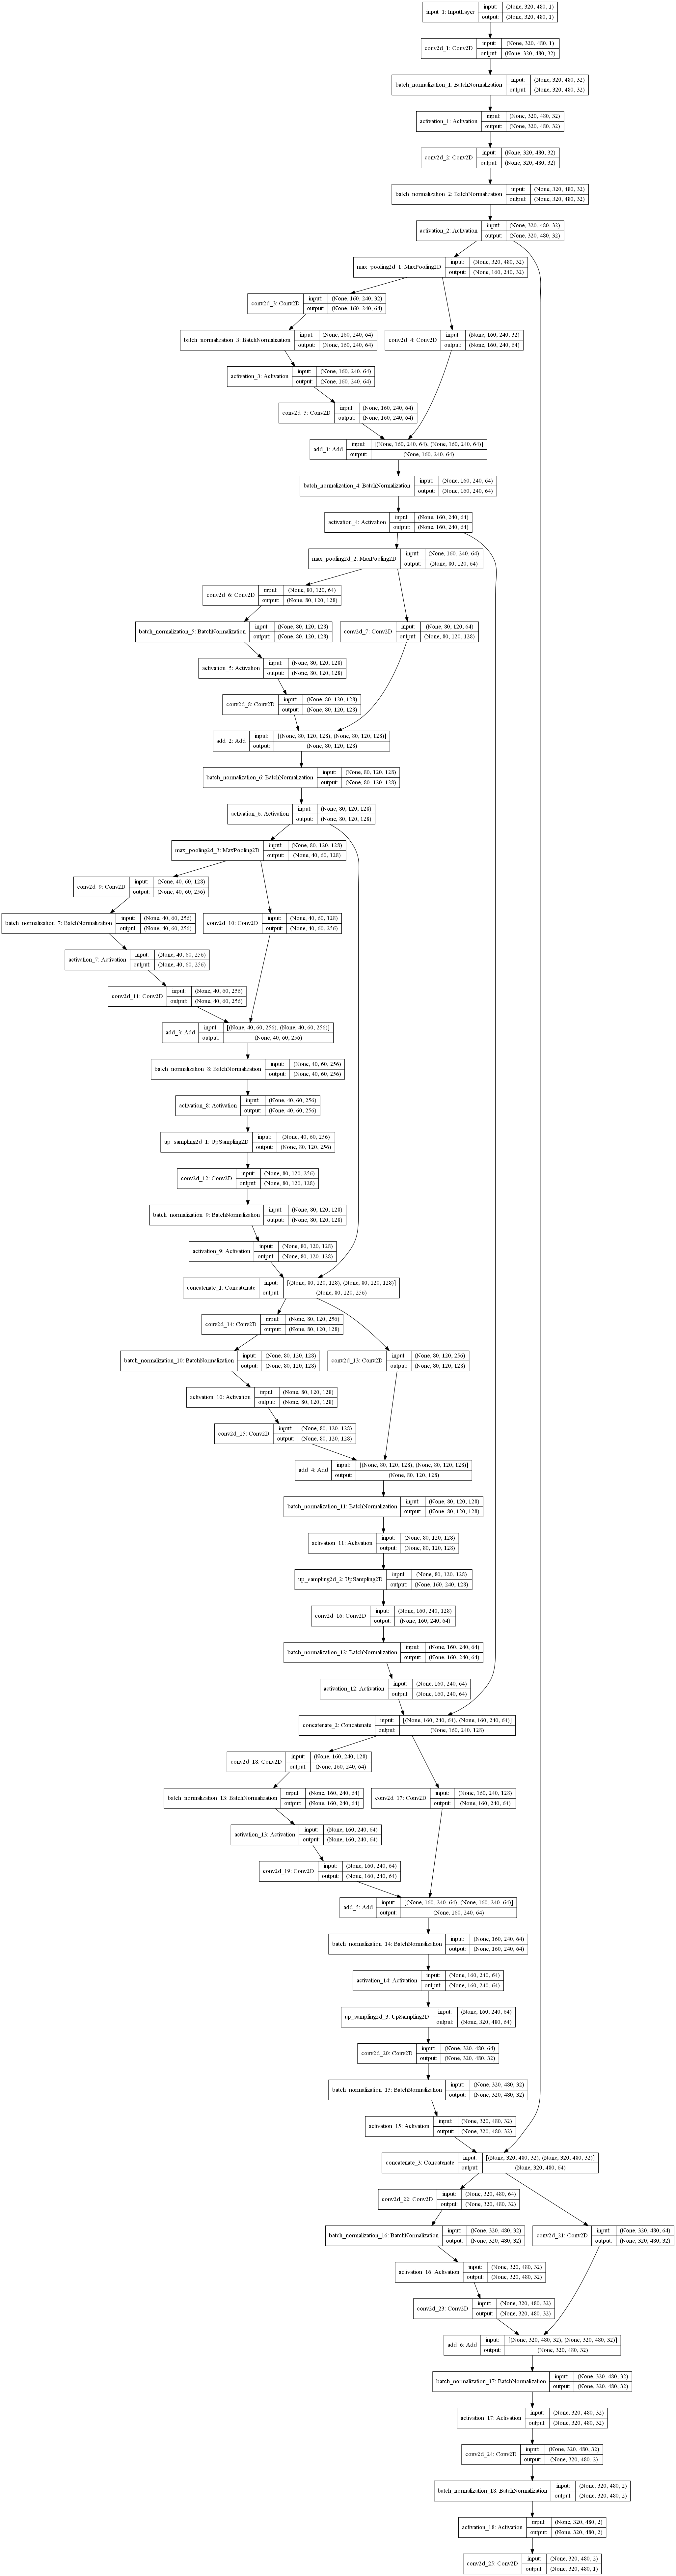 input_1: InputLayer
input: (None, 320, 480, 1)
output: (None, 320, 480, 1)
conv2d_1: Conv2D
input: (None, 320, 480, 1)
output: (None, 320, 480, 32)
batch_normalization_1: BatchNormalization
input: (None, 320, 480, 32)
output: (None, 320, 480, 32)
activation_1: Activation
input: (None, 320, 480, 32)
output: (None, 320, 480, 32)
conv2d_2: Conv2D
input: (None, 320, 480, 32)
output: (None, 320, 480, 32)
batch_normalization_2: BatchNormalization
input: (None, 320, 480, 32)
output: (None, 320, 480, 32)
activation_2: Activation
input: (None, 320, 480, 32)
output: (None, 320, 480, 32)
max_pooling2d_1: MaxPooling2D
input: (None, 320, 480, 32)
output: (None, 160, 240, 32)
conv2d_3: Conv2D
input: (None, 160, 240, 32)
output: (None, 160, 240, 64)
batch_normalization_3: BatchNormalization
input: (None, 160, 240, 64)
output: (None, 160, 240, 64)
conv2d_4: Conv2D
input: (None, 160, 240, 32)
output: (None, 160, 240, 64)
activation_3: Activation
input: (None, 160, 240, 64)
output: (None, 160, 240, 64)
conv2d_5: Conv2D
input: (None, 160, 240, 64)
output: (None, 160, 240, 64)
add_1: Add
input: [(None, 160, 240, 64), (None, 160, 240, 64)]
output: (None, 160, 240, 64)
batch_normalization_4: BatchNormalization
input: (None, 160, 240, 64)
output: (None, 160, 240, 64)
activation_4: Activation
input: (None, 160, 240, 64)
output: (None, 160, 240, 64)
max_pooling2d_2: MaxPooling2D
input: (None, 160, 240, 64)
output: (None, 80, 120, 64)
conv2d_6: Conv2D
input: (None, 80, 120, 64)
output: (None, 80, 120, 128)
batch_normalization_5: BatchNormalization
input: (None, 80, 120, 128)
output: (None, 80, 120, 128)
conv2d_7: Conv2D
input: (None, 80, 120, 64)
output: (None, 80, 120, 128)
activation_5: Activation
input: (None, 80, 120, 128)
output: (None, 80, 120, 128)
conv2d_8: Conv2D
input: (None, 80, 120, 128)
output: (None, 80, 120, 128)
add_2: Add
input: [(None, 80, 120, 128), (None, 80, 120, 128)]
output: (None, 80, 120, 128)
batch_normalization_6: BatchNormalization
input: (None, 80, 120, 128)
output: (None, 80, 120, 128)
activation_6: Activation
input: (None, 80, 120, 128)
output: (None, 80, 120, 128)
max_pooling2d_3: MaxPooling2D
input: (None, 80, 120, 128)
output: (None, 40, 60, 128)
conv2d_9: Conv2D
input: (None, 40, 60, 128)
output: (None, 40, 60, 256)
batch_normalization_7: BatchNormalization
input: (None, 40, 60, 256)
output: (None, 40, 60, 256)
conv2d_10: Conv2D
input: (None, 40, 60, 128)
output: (None, 40, 60, 256)
activation_7: Activation
input: (None, 40, 60, 256)
output: (None, 40, 60, 256)
conv2d_11: Conv2D
input: (None, 40, 60, 256)
output: (None, 40, 60, 256)
add_3: Add
input: [(None, 40, 60, 256), (None, 40, 60, 256)]
output: (None, 40, 60, 256)
batch_normalization_8: BatchNormalization
input: (None, 40, 60, 256)
output: (None, 40, 60, 256)
activation_8: Activation
input: (None, 40, 60, 256)
output: (None, 40, 60, 256)
up_sampling2d_1: UpSampling2D
input: (None, 40, 60, 256)
output: (None, 80, 120, 256)
conv2d_12: Conv2D
input: (None, 80, 120, 256)
output: (None, 80, 120, 128)
batch_normalization_9: BatchNormalization
input: (None, 80, 120, 128)
output: (None, 80, 120, 128)
activation_9: Activation
input: (None, 80, 120, 128)
output: (None, 80, 120, 128)
concatenate_1: Concatenate
input: [(None, 80, 120, 128), (None, 80, 120, 128)]
output: (None, 80, 120, 256)
conv2d_14: Conv2D
input: (None, 80, 120, 256)
output: (None, 80, 120, 128)
batch_normalization_10: BatchNormalization
input: (None, 80, 120, 128)
output: (None, 80, 120, 128)
conv2d_13: Conv2D
input: (None, 80, 120, 256)
output: (None, 80, 120, 128)
activation_10: Activation
input: (None, 80, 120, 128)
output: (None, 80, 120, 128)
conv2d_15: Conv2D
input: (None, 80, 120, 128)
output: (None, 80, 120, 128)
add_4: Add
input: [(None, 80, 120, 128), (None, 80, 120, 128)]
output: (None, 80, 120, 128)
batch_normalization_11: BatchNormalization
input: (None, 80, 120, 128)
output: (None, 80, 120, 128)
activation_11: Activation
input: (None, 80, 120, 128)
output: (None, 80, 120, 128)
up_sampling2d_2: UpSampling2D
input: (None, 80, 120, 128)
output: (None, 160, 240, 128)
conv2d_16: Conv2D
input: (None, 160, 240, 128)
output: (None, 160, 240, 64)
batch_normalization_12: BatchNormalization
input: (None, 160, 240, 64)
output: (None, 160, 240, 64)
activation_12: Activation
input: (None, 160, 240, 64)
output: (None, 160, 240, 64)
concatenate_2: Concatenate
input: [(None, 160, 240, 64), (None, 160, 240, 64)]
output: (None, 160, 240, 128)
conv2d_18: Conv2D
input: (None, 160, 240, 128)
output: (None, 160, 240, 64)
batch_normalization_13: BatchNormalization
input: (None, 160, 240, 64)
output: (None, 160, 240, 64)
conv2d_17: Conv2D
input: (None, 160, 240, 128)
output: (None, 160, 240, 64)
activation_13: Activation
input: (None, 160, 240, 64)
output: (None, 160, 240, 64)
conv2d_19: Conv2D
input: (None, 160, 240, 64)
output: (None, 160, 240, 64)
add_5: Add
input: [(None, 160, 240, 64), (None, 160, 240, 64)]
output: (None, 160, 240, 64)
batch_normalization_14: BatchNormalization
input: (None, 160, 240, 64)
output: (None, 160, 240, 64)
activation_14: Activation
input: (None, 160, 240, 64)
output: (None, 160, 240, 64)
up_sampling2d_3: UpSampling2D
input: (None, 160, 240, 64)
output: (None, 320, 480, 64)
conv2d_20: Conv2D
input: (None, 320, 480, 64)
output: (None, 320, 480, 32)
batch_normalization_15: BatchNormalization
input: (None, 320, 480, 32)
output: (None, 320, 480, 32)
activation_15: Activation
input: (None, 320, 480, 32)
output: (None, 320, 480, 32)
concatenate_3: Concatenate
input: [(None, 320, 480, 32), (None, 320, 480, 32)]
output: (None, 320, 480, 64)
conv2d_22: Conv2D
input: (None, 320, 480, 64)
output: (None, 320, 480, 32)
batch_normalization_16: BatchNormalization
input: (None, 320, 480, 32)
output: (None, 320, 480, 32)
conv2d_21: Conv2D
input: (None, 320, 480, 64)
output: (None, 320, 480, 32)
activation_16: Activation
input: (None, 320, 480, 32)
output: (None, 320, 480, 32)
conv2d_23: Conv2D
input: (None, 320, 480, 32)
output: (None, 320, 480, 32)
add_6: Add
input: [(None, 320, 480, 32), (None, 320, 480, 32)]
output: (None, 320, 480, 32)
batch_normalization_17: BatchNormalization
input: (None, 320, 480, 32)
output: (None, 320, 480, 32)
activation_17: Activation
input: (None, 320, 480, 32)
output: (None, 320, 480, 32)
conv2d_24: Conv2D
input: (None, 320, 480, 32)
output: (None, 320, 480, 2)
batch_normalization_18: BatchNormalization
input: (None, 320, 480, 2)
output: (None, 320, 480, 2)
activation_18: Activation
input: (None, 320, 480, 2)
output: (None, 320, 480, 2)
conv2d_25: Conv2D
input: (None, 320, 480, 2)
output: (None, 320, 480, 1)